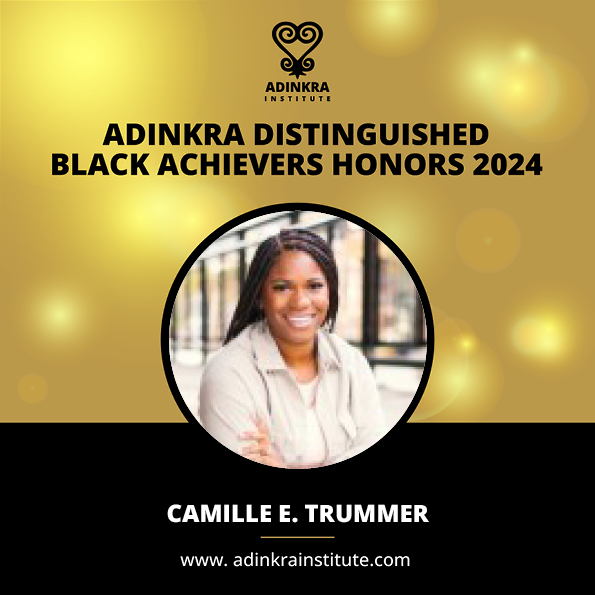 ADINKRA
INSTITUTE
ADINKRA DISTINGUISHED
BLACK ACHIEVERS HONORS 2024
CAMILLE E. TRUMMER
www. adinkrainstitute.com